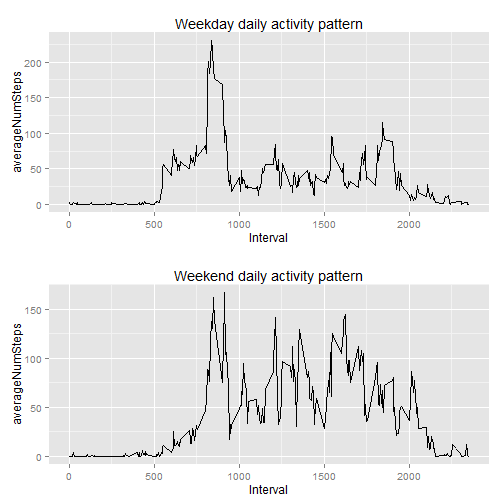 Weekday daily activity pattern
averageNumSteps
200
150
100
50
0
0 500 1000 1500 2000
Interval
Weekend daily activity pattern
averageNumSteps
150
100
50
0
0 500 1000 1500 2000
Interval